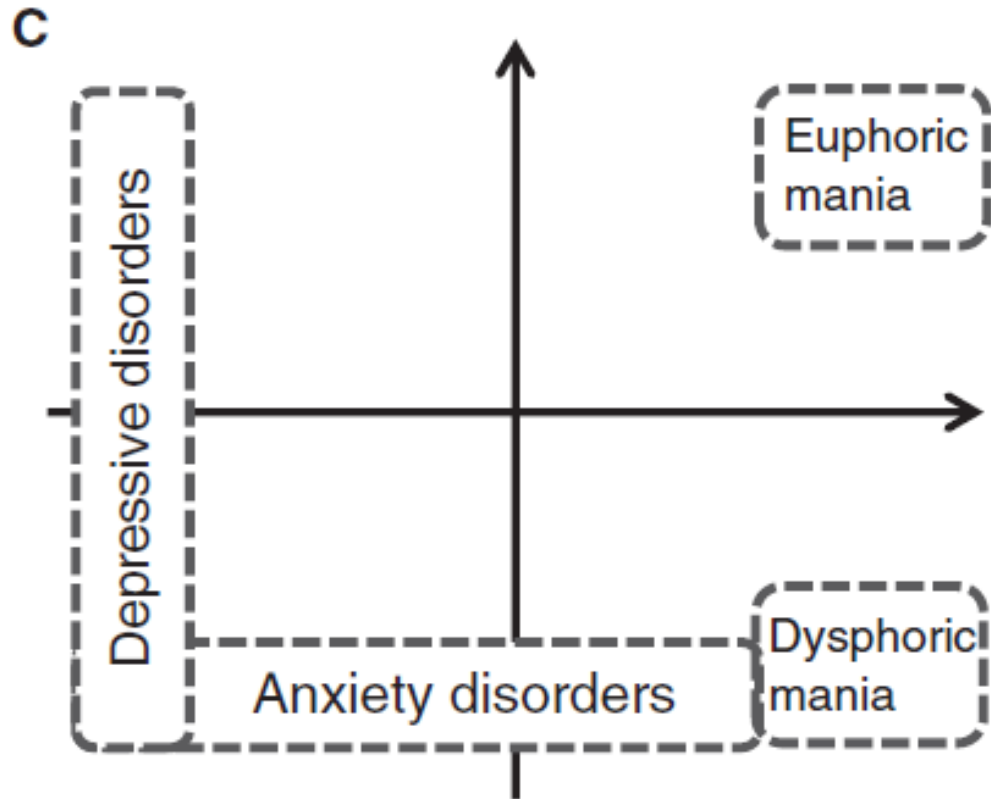 C
Euphoric
mania
Depressive disorders
Dysphoric
mania
Anxiety disorders